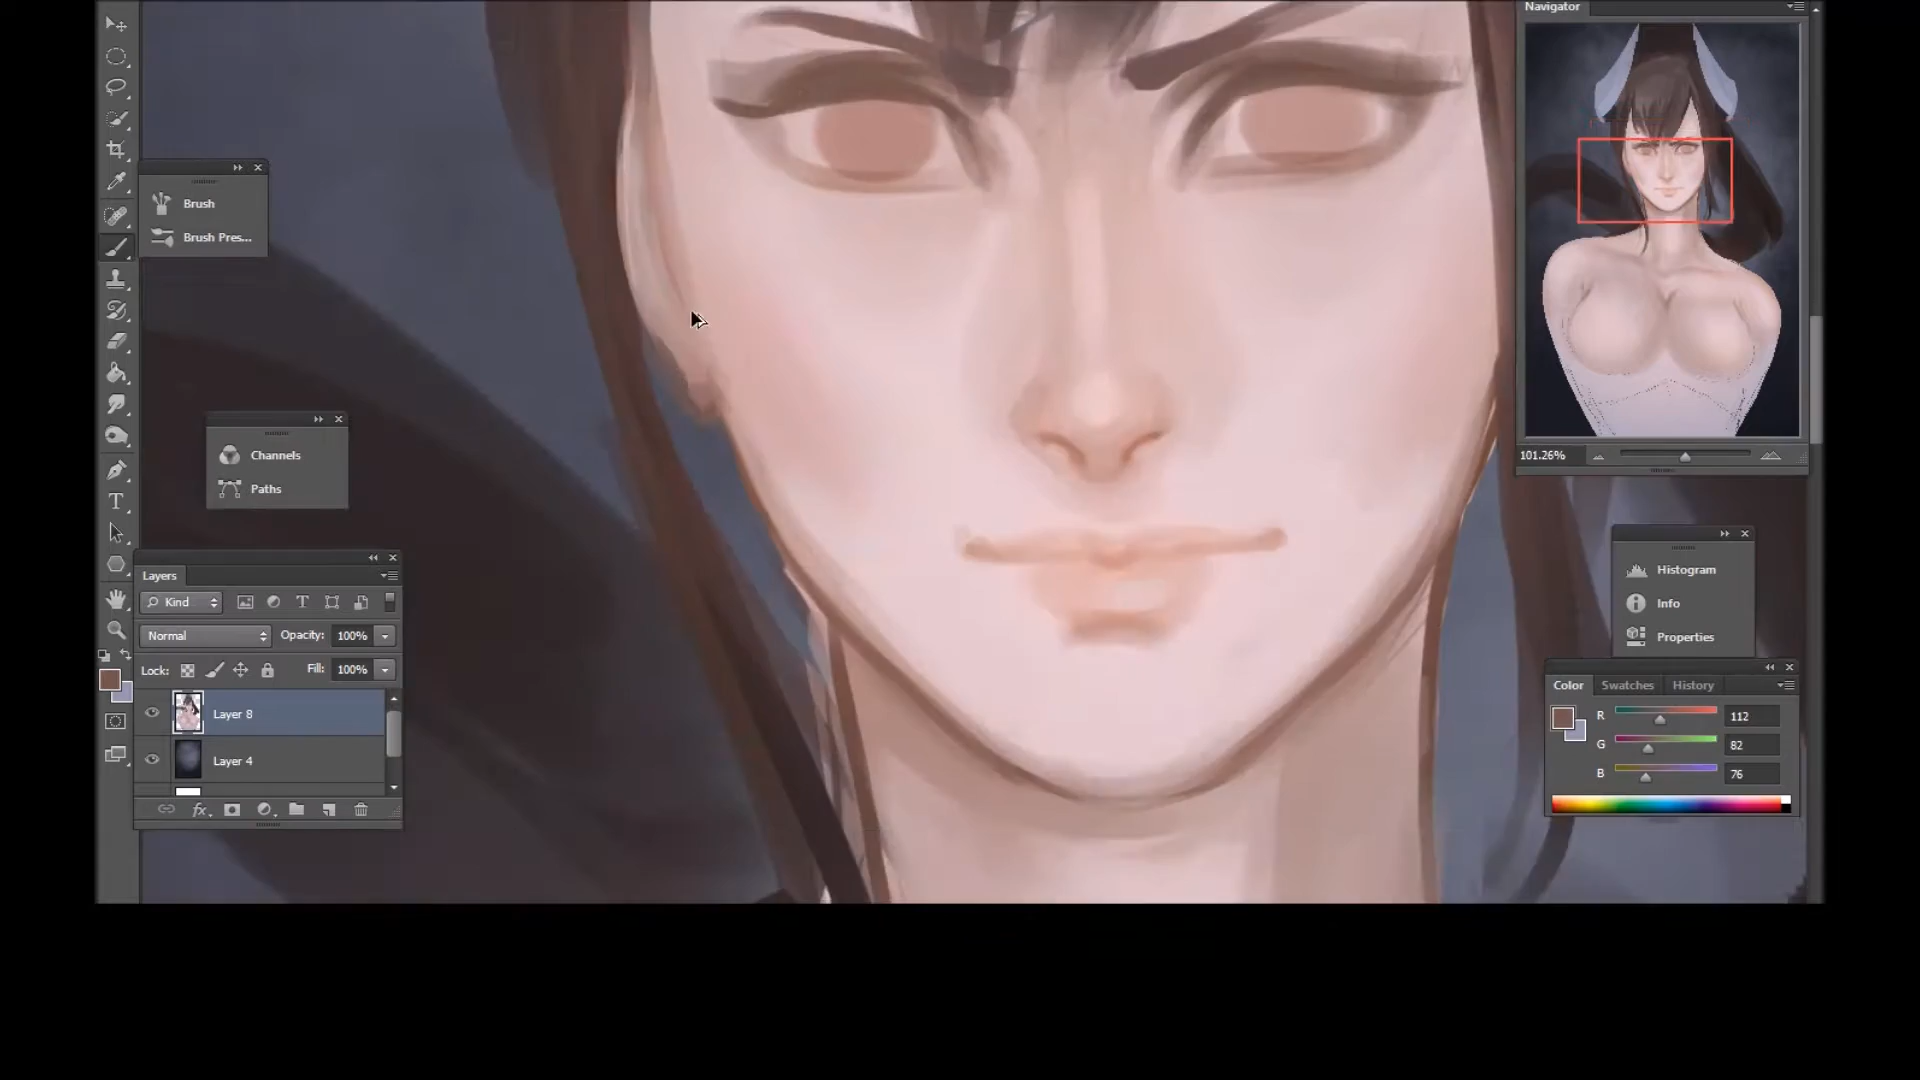 Navigator
Brush
Brush Pres...
Channels
Paths
101.26%
Layers
Kind
T
Normal
Opacity: 100%
Lock:
Fill: 100%
Layer 8
Layer 4
fx
Histogram
Info
Properties
Color Swatches History
R 112
G 82
B 76